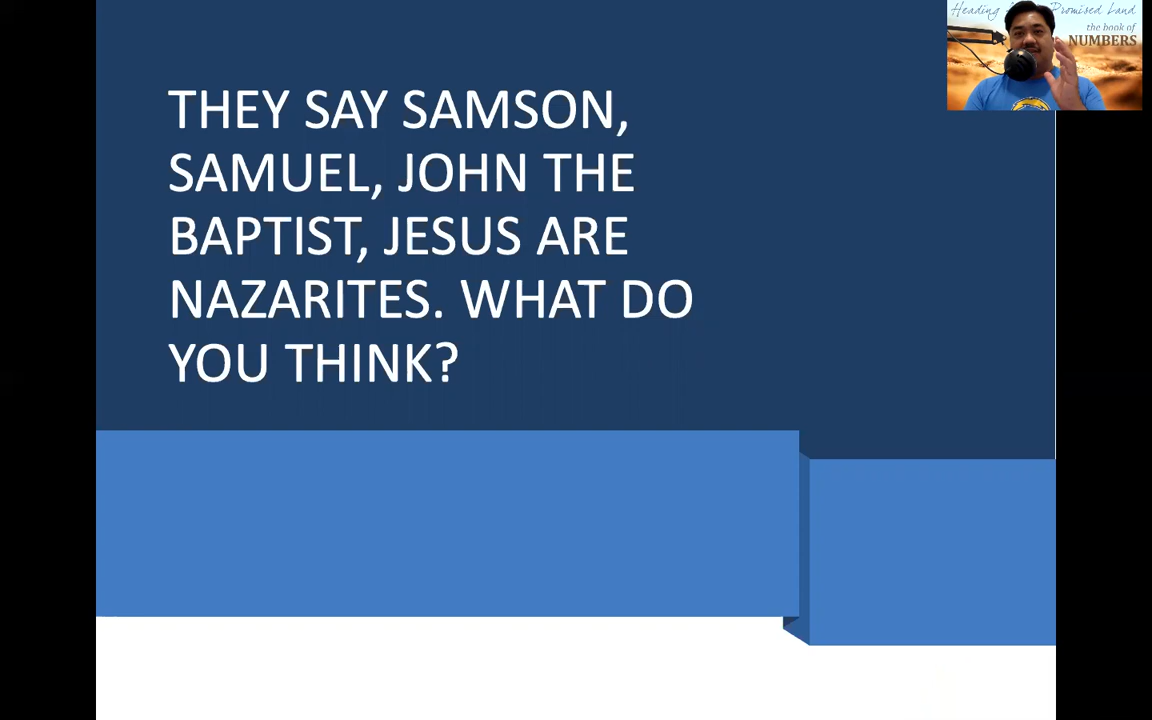 THEY SAY SAMSON,
SAMUEL, JOHN THE
BAPTIST, JESUS ARE
NAZARITES. WHAT DO
YOU THINK?
Heading Promised Land
the book of
NUMBERS